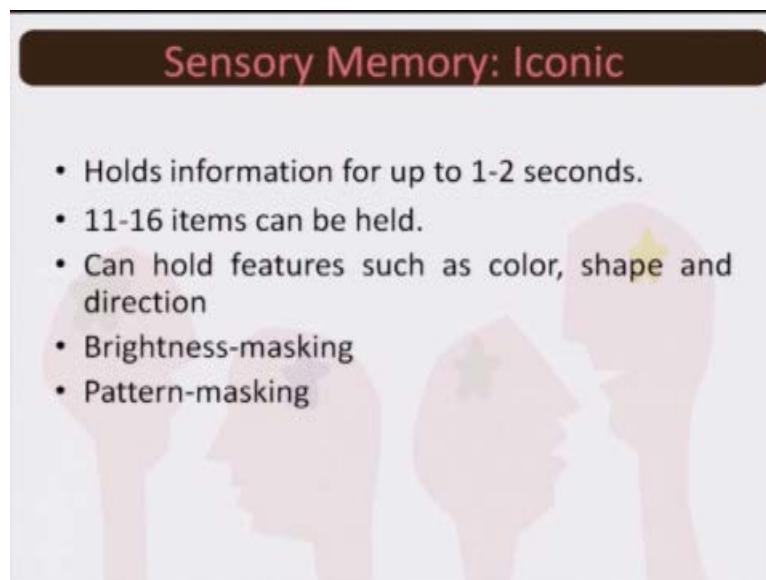 Sensory Memory: Iconic
• Holds information for up to 1-2 seconds.
• 11-16 items can be held.
• Can hold features such as color, shape and
direction
• Brightness-masking
• Pattern-masking